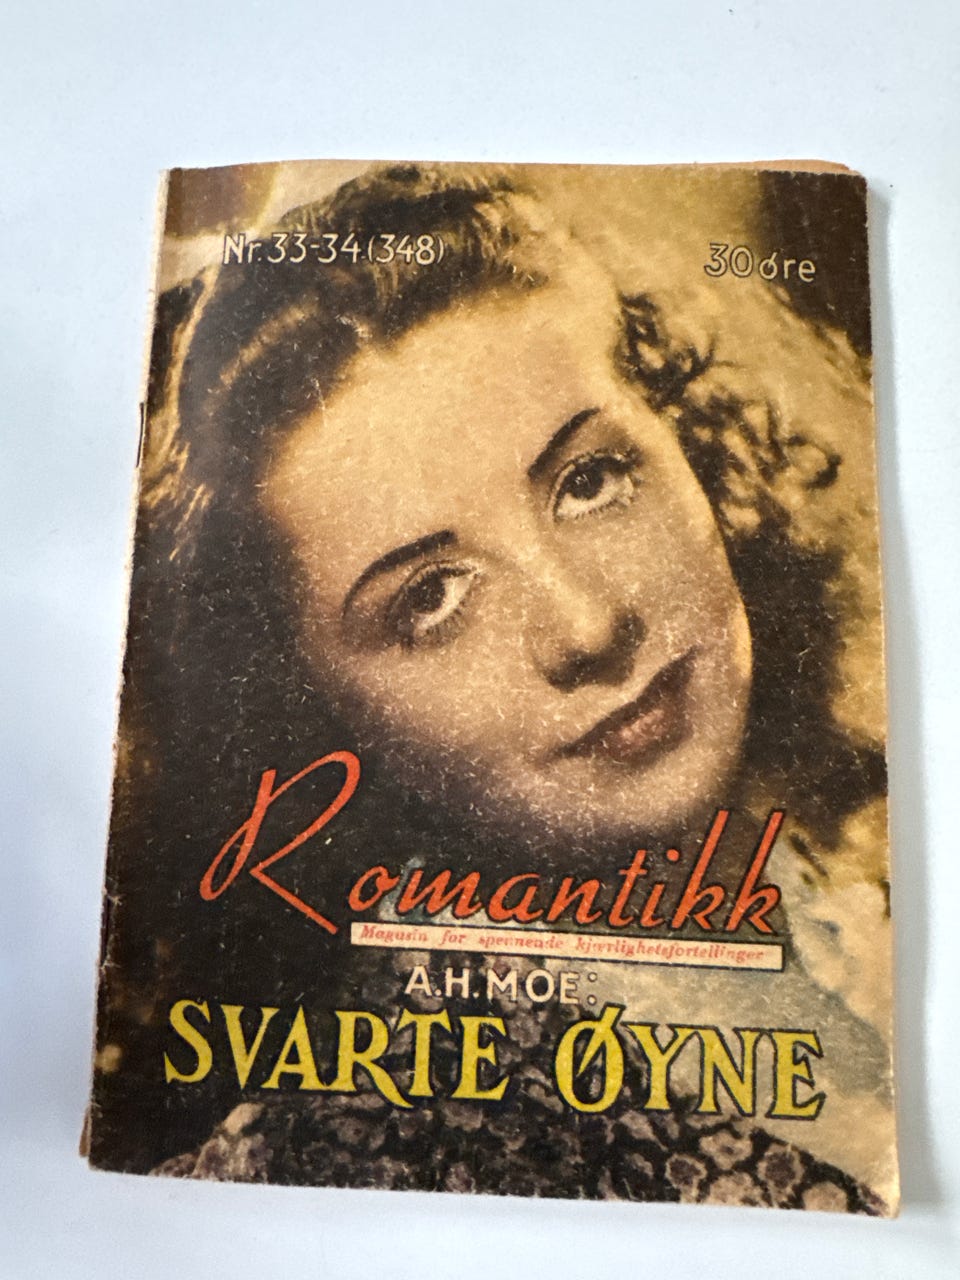 Nr. 33-34 (348)
30 øre
Romantikk
Magasin for spennende kjærlighetsfortellinger
A.H.MOE:
SVARTE ØYNE